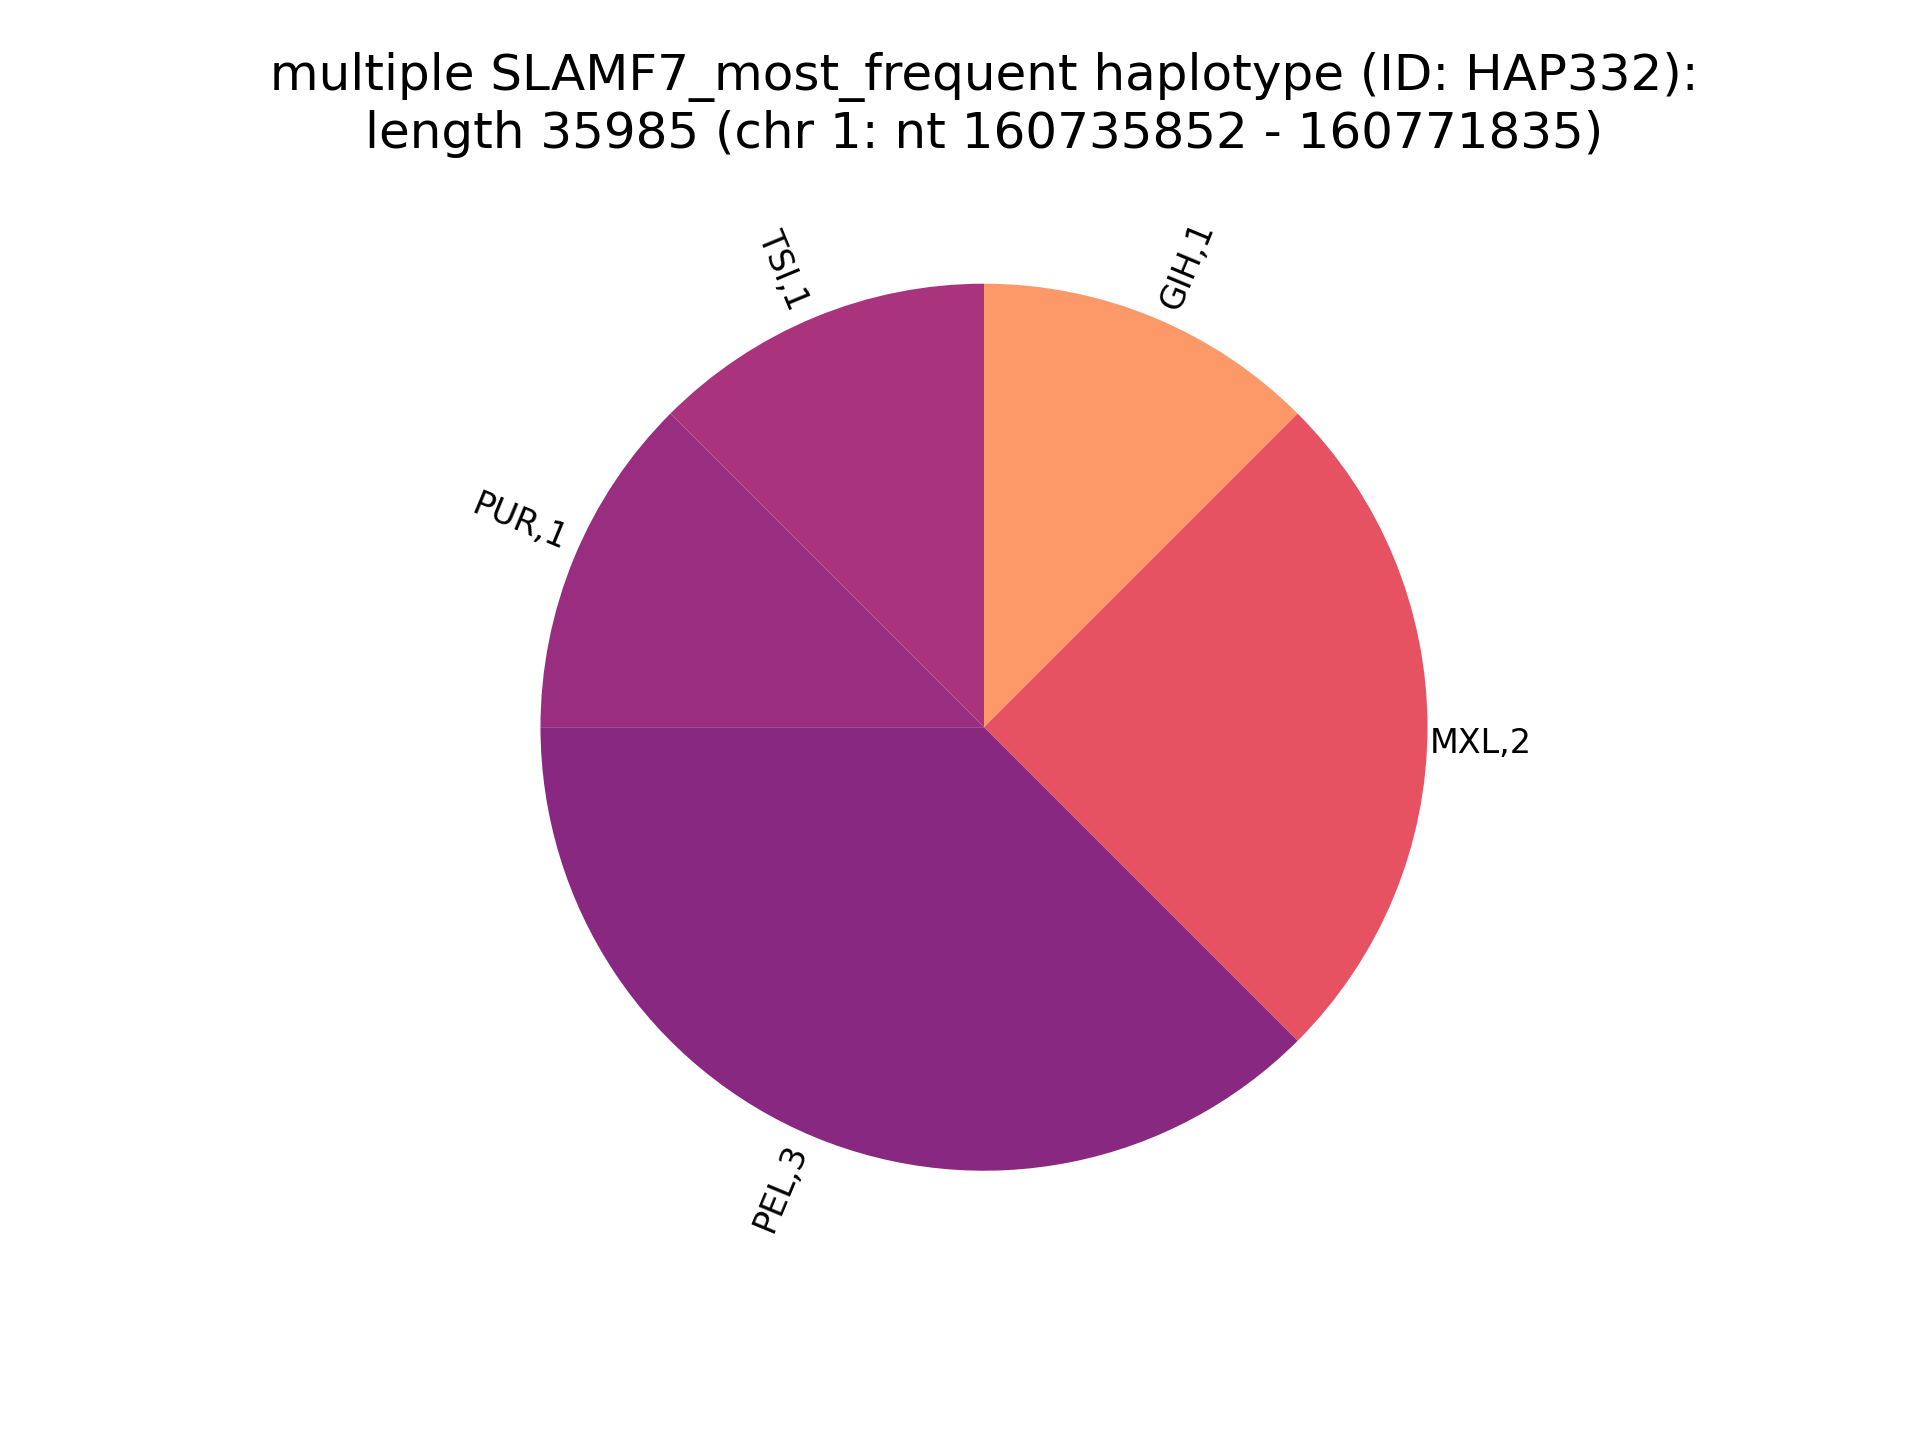 multiple SLAMF7_most_frequent haplotype (ID: HAP332):
length 35985 (chr 1: nt 160735852 - 160771835)
TSI,1
GIH,1
PUR,1
MXL,2
PEL,3